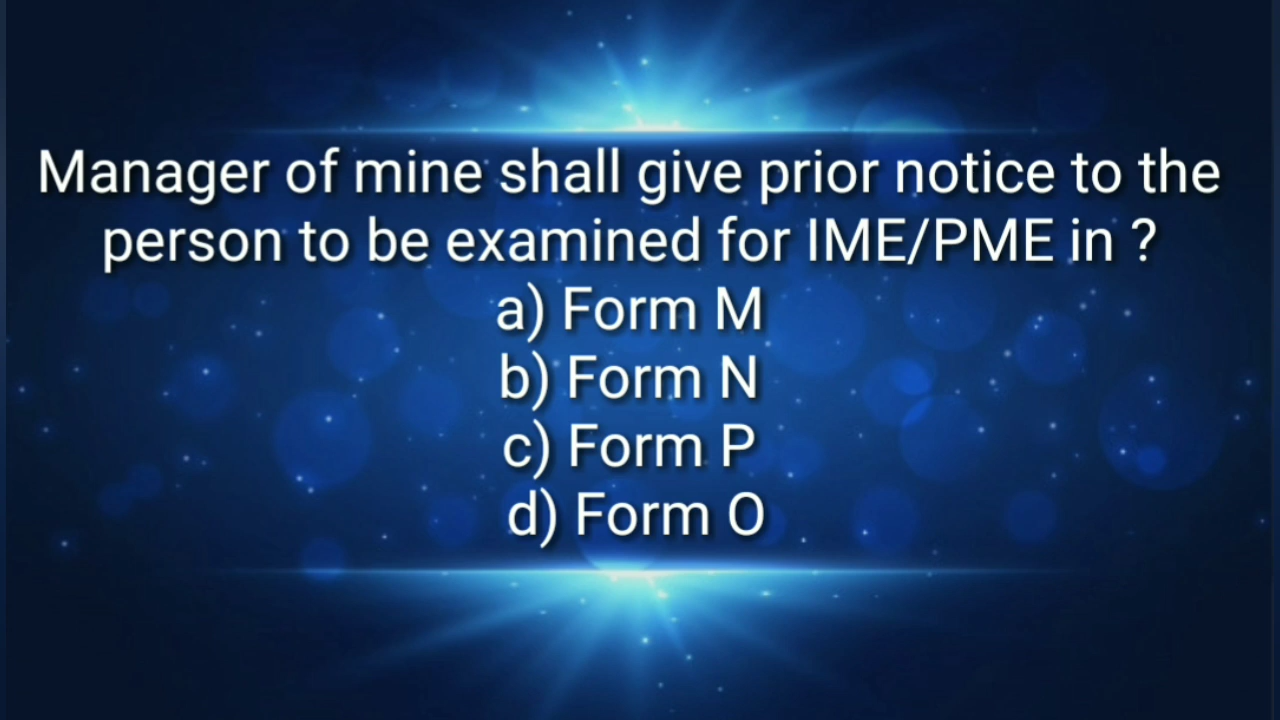 Manager of mine shall give prior notice to the
person to be examined for IME/PME in ?
a) Form M
b) Form N
c) Form P
d) Form O